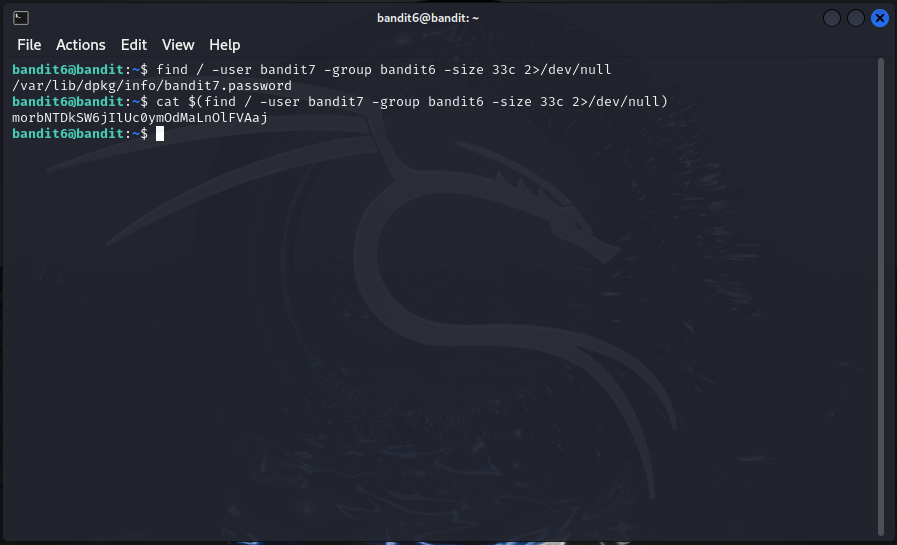 bandit6@bandit: ~
File Actions Edit View Help
bandit6@bandit:~$ find / -user bandit7 -group bandit6 -size 33c 2>/dev/null
/var/lib/dpkg/info/bandit7.password
bandit6@bandit:~$ cat $(find / -user bandit7 -group bandit6 -size 33c 2>/dev/null)
morbNTDkSW6jIlUc0ymOdMaLnOlFVAaj
bandit6@bandit:~$